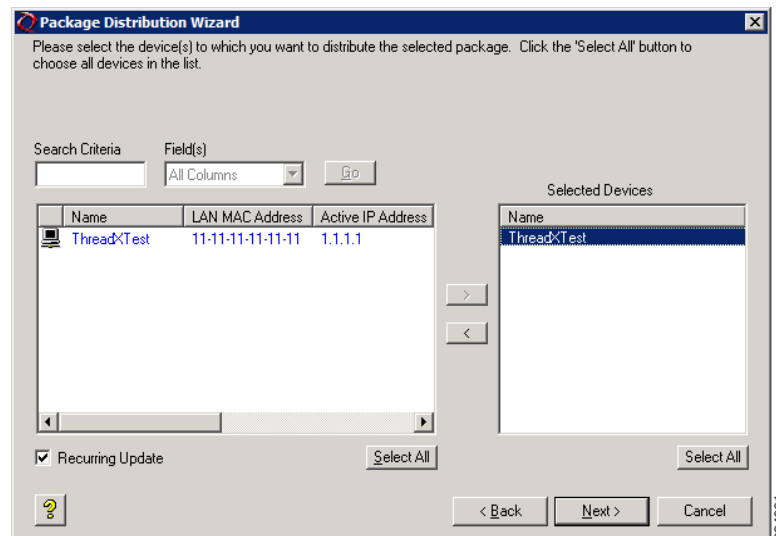 Package Distribution Wizard
Please select the device(s) to which you want to distribute the selected package. Click the 'Select All' button to
choose all devices in the list.
Search Criteria Field(s)
All Columns Go
Selected Devices
Name LAN MAC Address Active IP Address Name
ThreadXTest 11-11-11-11-11-11 1.1.1.1 ThreadXTest
>
<
Recurring Update Select All Select All
? < Back Next > Cancel